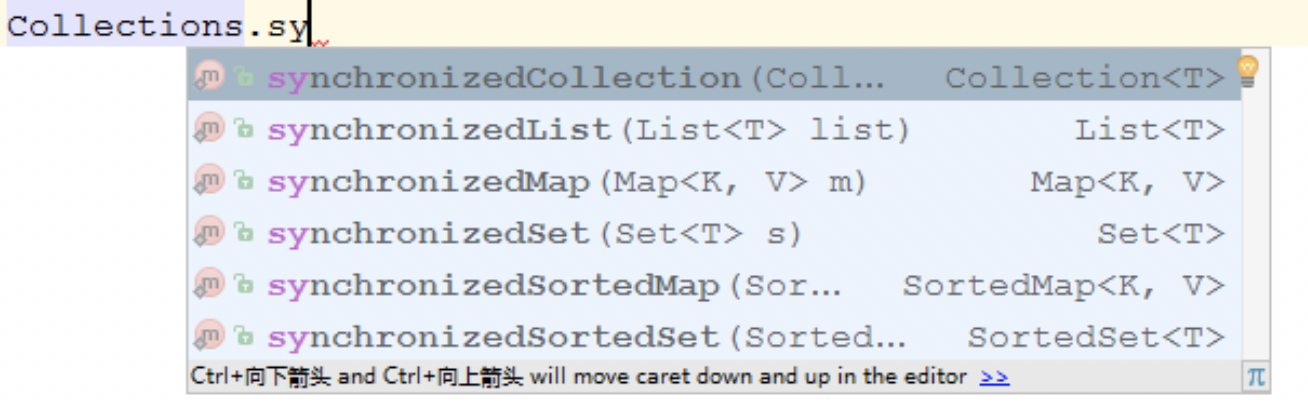 Collections.sy
synchronizedCollection(Coll... Collection<T>
synchronizedList(List<T> list) List<T>
synchronizedMap(Map<K, V> m) Map<K, V>
synchronizedSet(Set<T> s) Set<T>
synchronizedSortedMap(Sor... SortedMap<K, V>
synchronizedSortedSet(Sorted... SortedSet<T>
Ctrl+向下箭头 and Ctrl+向上箭头 will move caret down and up in the editor >> π